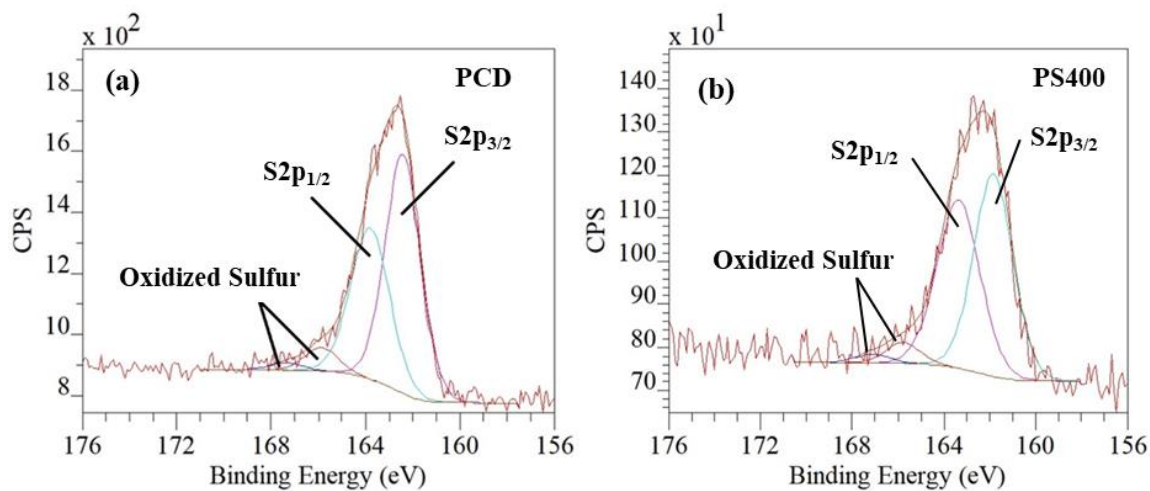 x 10²
(a)
PCD
S2p₃/₂
S2p₁/₂
Oxidized Sulfur
CPS
18
16
14
12
10
8
176 172 168 164 160 156
Binding Energy (eV)
x 10¹
(b)
PS400
S2p₁/₂
S2p₃/₂
Oxidized Sulfur
CPS
140
130
120
110
100
90
80
70
176 172 168 164 160 156
Binding Energy (eV)